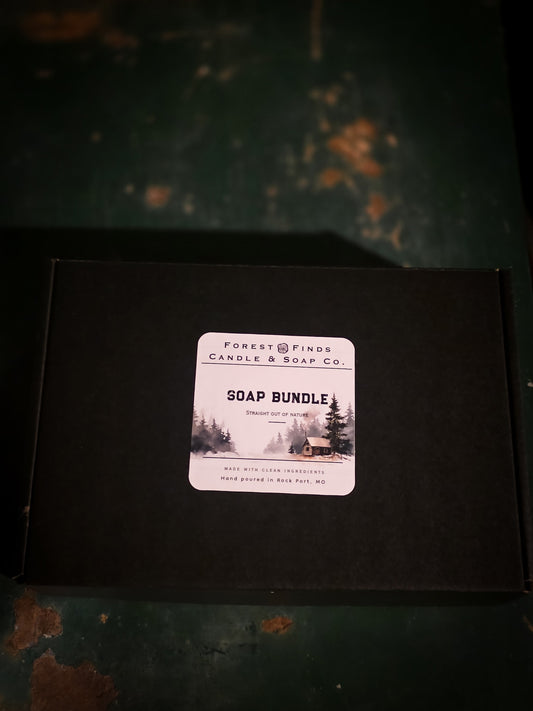 Forest Finds
Candle & Soap Co.
SOAP BUNDLE
Straight out of nature
MADE WITH CLEAN INGREDIENTS
Hand poured in Rock Port, MO